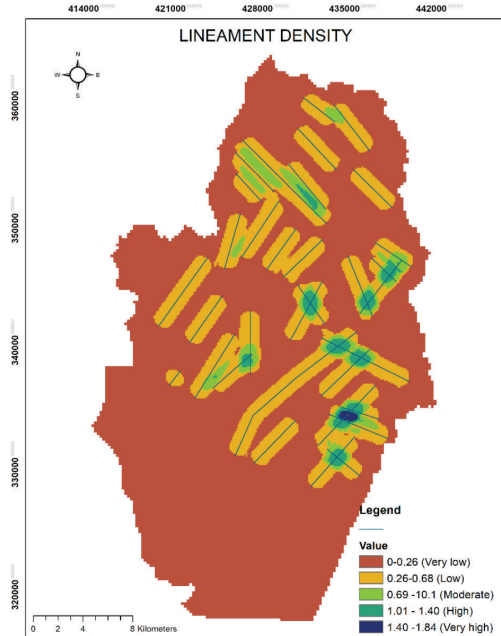 414000 421000 428000 435000 442000
LINEAMENT DENSITY
N
W E
S
360000
350000
340000
330000
320000
Legend
Value
0-0.26 (Very low)
0.26-0.68 (Low)
0.69 -10.1 (Moderate)
1.01 - 1.40 (High)
1.40 -1.84 (Very high)
0 2 4 8 Kilometers